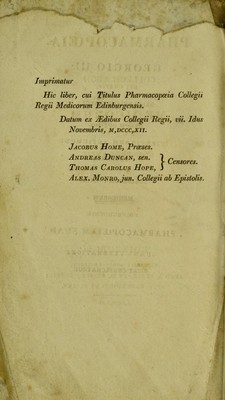 Imprimatur
Hic liber, cui Titulus Pharmacopœia Collegii
Regii Medicorum Edinburgensis.
Datum ex Ædibus Collegii Regii, vii. Idus
Novembris, M,DCCC,XII.
JACOBUS HOME, Præses.
ANDREAS DUNCAN, sen. } Censores.
THOMAS CAROLUS HOPE,
ALEX. MONRO, jun. Collegii ab Epistolis.